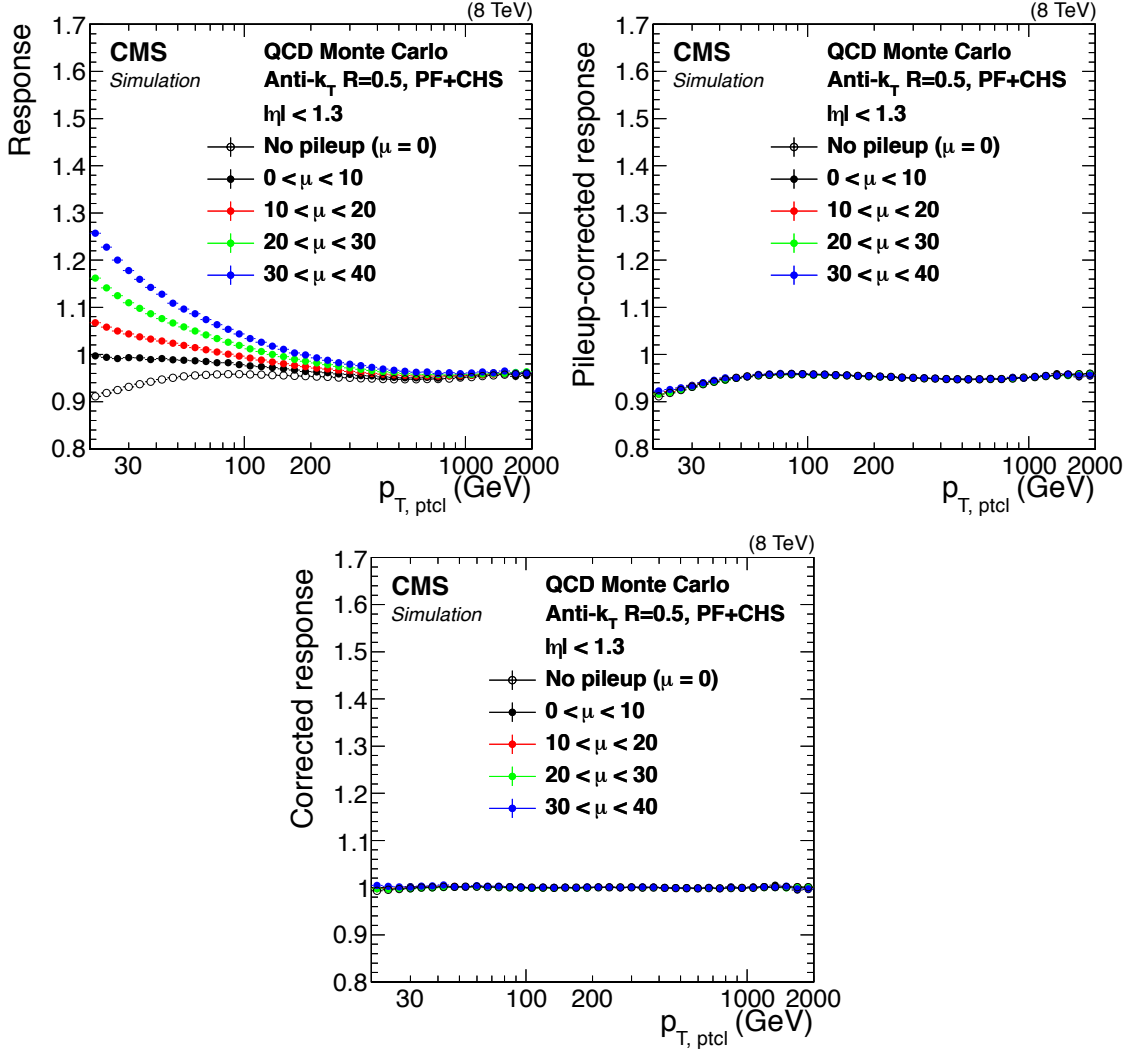 (8 TeV)
Response
1.7
1.6
1.5
1.4
1.3
1.2
1.1
1
0.9
0.8
CMS
Simulation
QCD Monte Carlo
Anti-k_T R=0.5, PF+CHS
|η| < 1.3
No pileup (μ = 0)
0 < μ < 10
10 < μ < 20
20 < μ < 30
30 < μ < 40
30 100 200 1000 2000
p_T, ptcl (GeV)
(8 TeV)
Pileup-corrected response
1.7
1.6
1.5
1.4
1.3
1.2
1.1
1
0.9
0.8
CMS
Simulation
QCD Monte Carlo
Anti-k_T R=0.5, PF+CHS
|η| < 1.3
No pileup (μ = 0)
0 < μ < 10
10 < μ < 20
20 < μ < 30
30 < μ < 40
30 100 200 1000 2000
p_T, ptcl (GeV)
(8 TeV)
Corrected response
1.7
1.6
1.5
1.4
1.3
1.2
1.1
1
0.9
0.8
CMS
Simulation
QCD Monte Carlo
Anti-k_T R=0.5, PF+CHS
|η| < 1.3
No pileup (μ = 0)
0 < μ < 10
10 < μ < 20
20 < μ < 30
30 < μ < 40
30 100 200 1000 2000
p_T, ptcl (GeV)